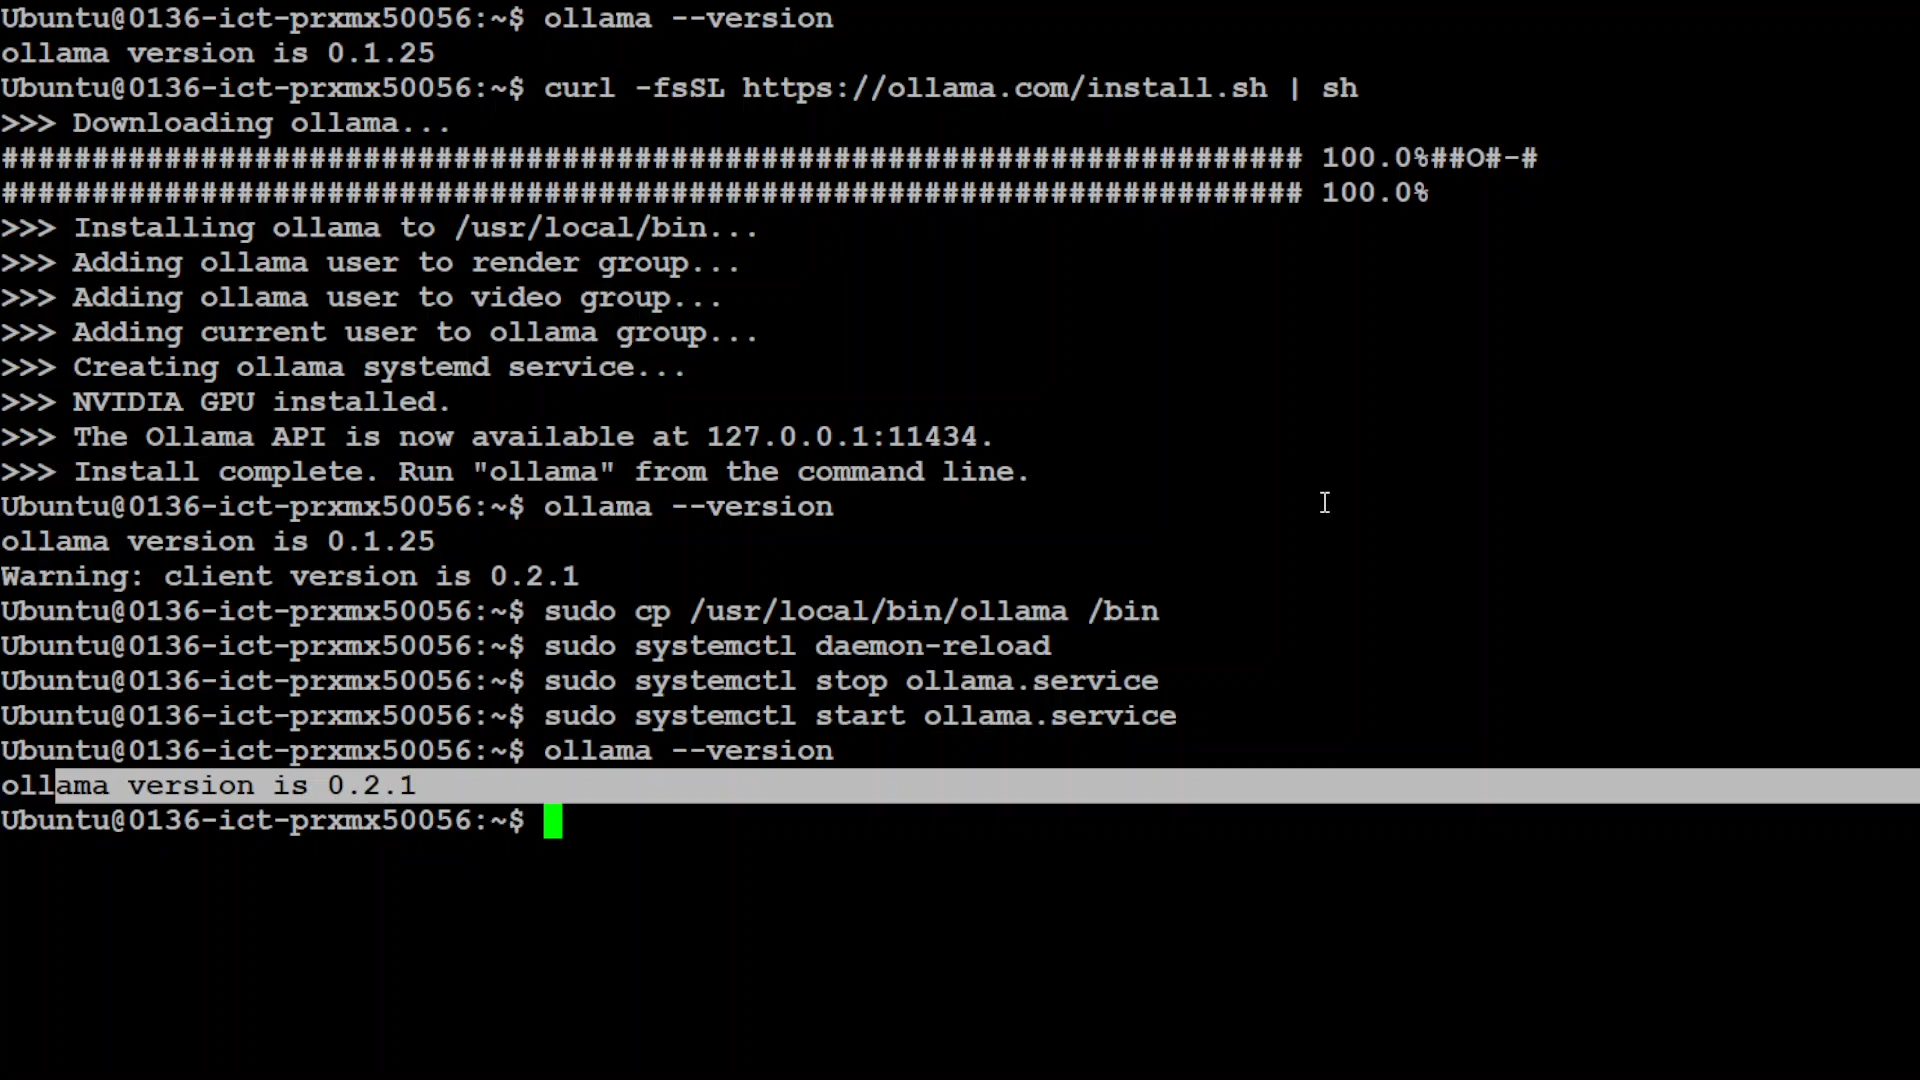 Ubuntu@0136-ict-prxmx50056:~$ ollama --version
ollama version is 0.1.25
Ubuntu@0136-ict-prxmx50056:~$ curl -fsSL https://ollama.com/install.sh | sh
>>> Downloading ollama...
######################################################################## 100.0%##O#-#
######################################################################## 100.0%
>>> Installing ollama to /usr/local/bin...
>>> Adding ollama user to render group...
>>> Adding ollama user to video group...
>>> Adding current user to ollama group...
>>> Creating ollama systemd service...
>>> NVIDIA GPU installed.
>>> The Ollama API is now available at 127.0.0.1:11434.
>>> Install complete. Run "ollama" from the command line.
Ubuntu@0136-ict-prxmx50056:~$ ollama --version
ollama version is 0.1.25
Warning: client version is 0.2.1
Ubuntu@0136-ict-prxmx50056:~$ sudo cp /usr/local/bin/ollama /bin
Ubuntu@0136-ict-prxmx50056:~$ sudo systemctl daemon-reload
Ubuntu@0136-ict-prxmx50056:~$ sudo systemctl stop ollama.service
Ubuntu@0136-ict-prxmx50056:~$ sudo systemctl start ollama.service
Ubuntu@0136-ict-prxmx50056:~$ ollama --version
ollama version is 0.2.1
Ubuntu@0136-ict-prxmx50056:~$